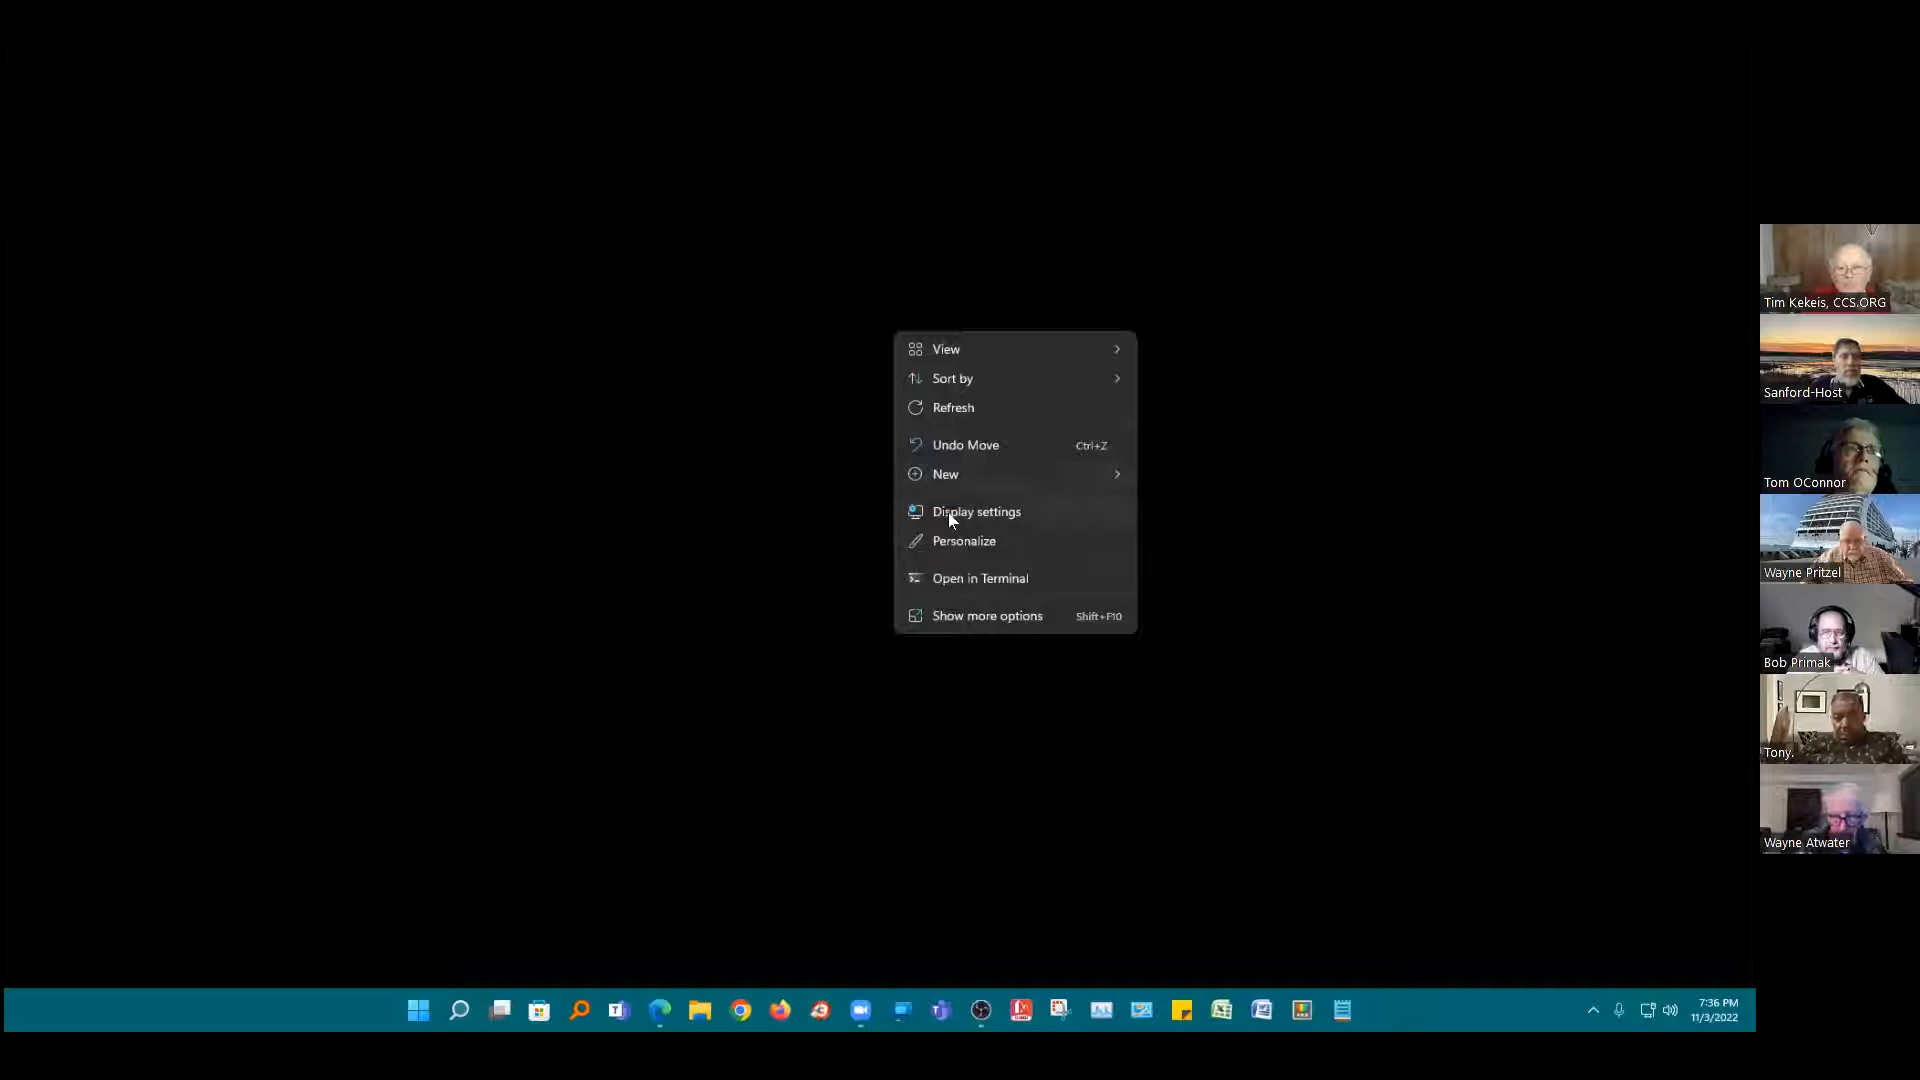 View
Sort by
Refresh
Undo Move Ctrl+Z
New
Display settings
Personalize
Open in Terminal
Show more options Shift+F10
Tim Kekeis, CCS.ORG
Sanford-Host
Tom OConnor
Wayne Pritzel
Bob Primak
Tony.
Wayne Atwater
7:36 PM
11/3/2022